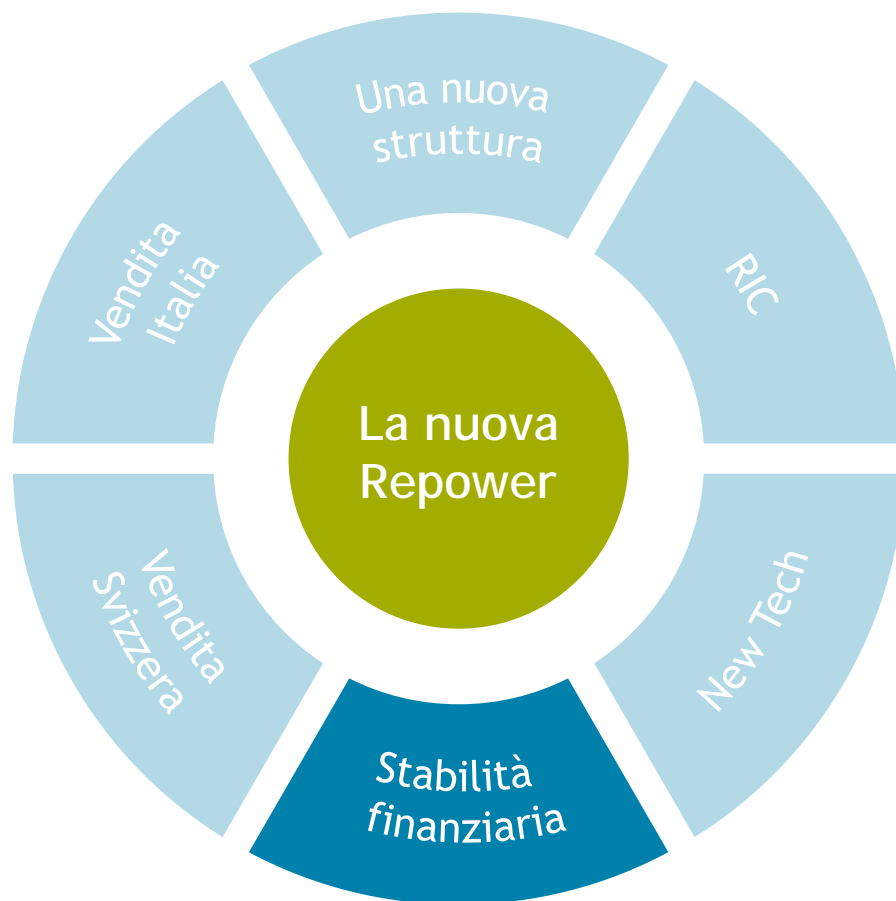 Una nuova
struttura
RIC
New Tech
Stabilità
finanziaria
Vendita
Svizzera
Vendita
Italia
La nuova
Repower